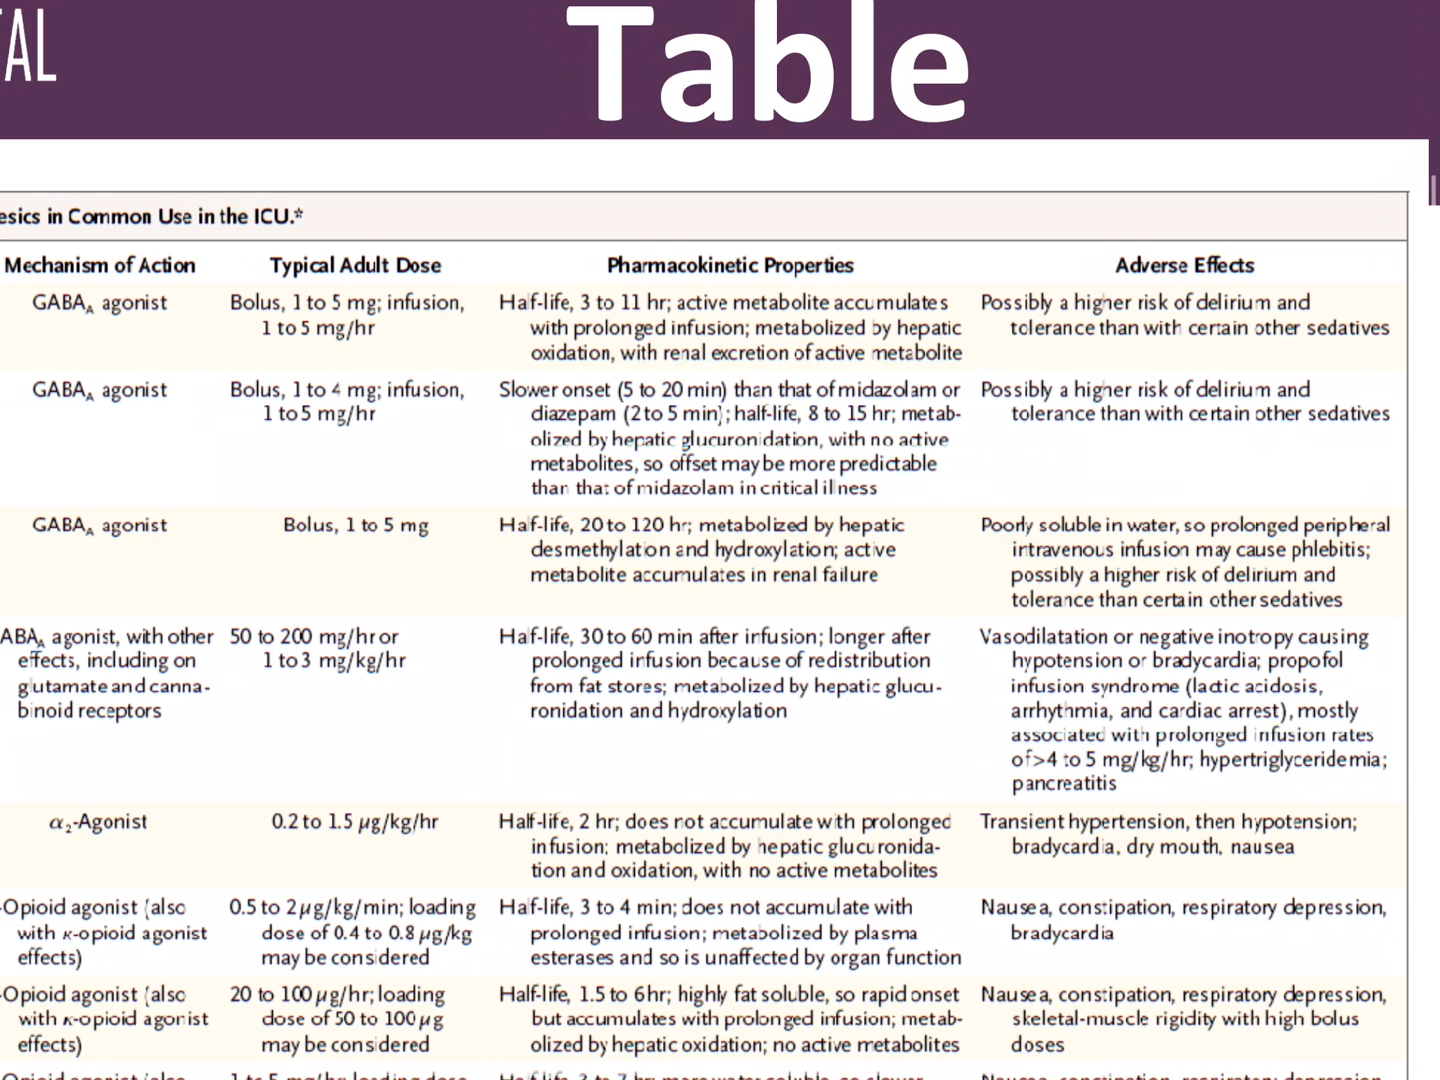 TAL
Table
esics in Common Use in the ICU.*
Mechanism of Action Typical Adult Dose Pharmacokinetic Properties Adverse Effects
GABAA agonist Bolus, 1 to 5 mg; infusion, Half-life, 3 to 11 hr; active metabolite accumulates Possibly a higher risk of delirium and
1 to 5 mg/hr with prolonged infusion; metabolized by hepatic tolerance than with certain other sedatives
oxidation, with renal excretion of active metabolite
GABAA agonist Bolus, 1 to 4 mg; infusion, Slower onset (5 to 20 min) than that of midazolam or Possibly a higher risk of delirium and
1 to 5 mg/hr diazepam (2 to 5 min); half-life, 8 to 15 hr; metab- tolerance than with certain other sedatives
olized by hepatic glucuronidation, with no active
metabolites, so offset may be more predictable
than that of midazolam in critical illness
GABAA agonist Bolus, 1 to 5 mg Half-life, 20 to 120 hr; metabolized by hepatic Poorly soluble in water, so prolonged peripheral
desmethylation and hydroxylation; active intravenous infusion may cause phlebitis;
metabolite accumulates in renal failure possibly a higher risk of delirium and
tolerance than certain other sedatives
ABAA agonist, with other 50 to 200 mg/hr or Half-life, 30 to 60 min after infusion; longer after Vasodilatation or negative inotropy causing
effects, including on 1 to 3 mg/kg/hr prolonged infusion because of redistribution hypotension or bradycardia; propofol
glutamate and canna- from fat stores; metabolized by hepatic glucu- infusion syndrome (lactic acidosis,
binoid receptors ronidation and hydroxylation arrhythmia, and cardiac arrest), mostly
associated with prolonged infusion rates
of >4 to 5 mg/kg/hr; hypertriglyceridemia;
pancreatitis
α2-Agonist 0.2 to 1.5 μg/kg/hr Half-life, 2 hr; does not accumulate with prolonged Transient hypertension, then hypotension;
infusion; metabolized by hepatic glucuronida- bradycardia, dry mouth, nausea
tion and oxidation, with no active metabolites
-Opioid agonist (also 0.5 to 2 μg/kg/min; loading Half-life, 3 to 4 min; does not accumulate with Nausea, constipation, respiratory depression,
with κ-opioid agonist dose of 0.4 to 0.8 μg/kg prolonged infusion; metabolized by plasma bradycardia
effects) may be considered esterases and so is unaffected by organ function
-Opioid agonist (also 20 to 100 μg/hr; loading Half-life, 1.5 to 6 hr; highly fat soluble, so rapid onset Nausea, constipation, respiratory depression,
with κ-opioid agonist dose of 50 to 100 μg but accumulates with prolonged infusion; metab- skeletal-muscle rigidity with high bolus
effects) may be considered olized by hepatic oxidation; no active metabolites doses